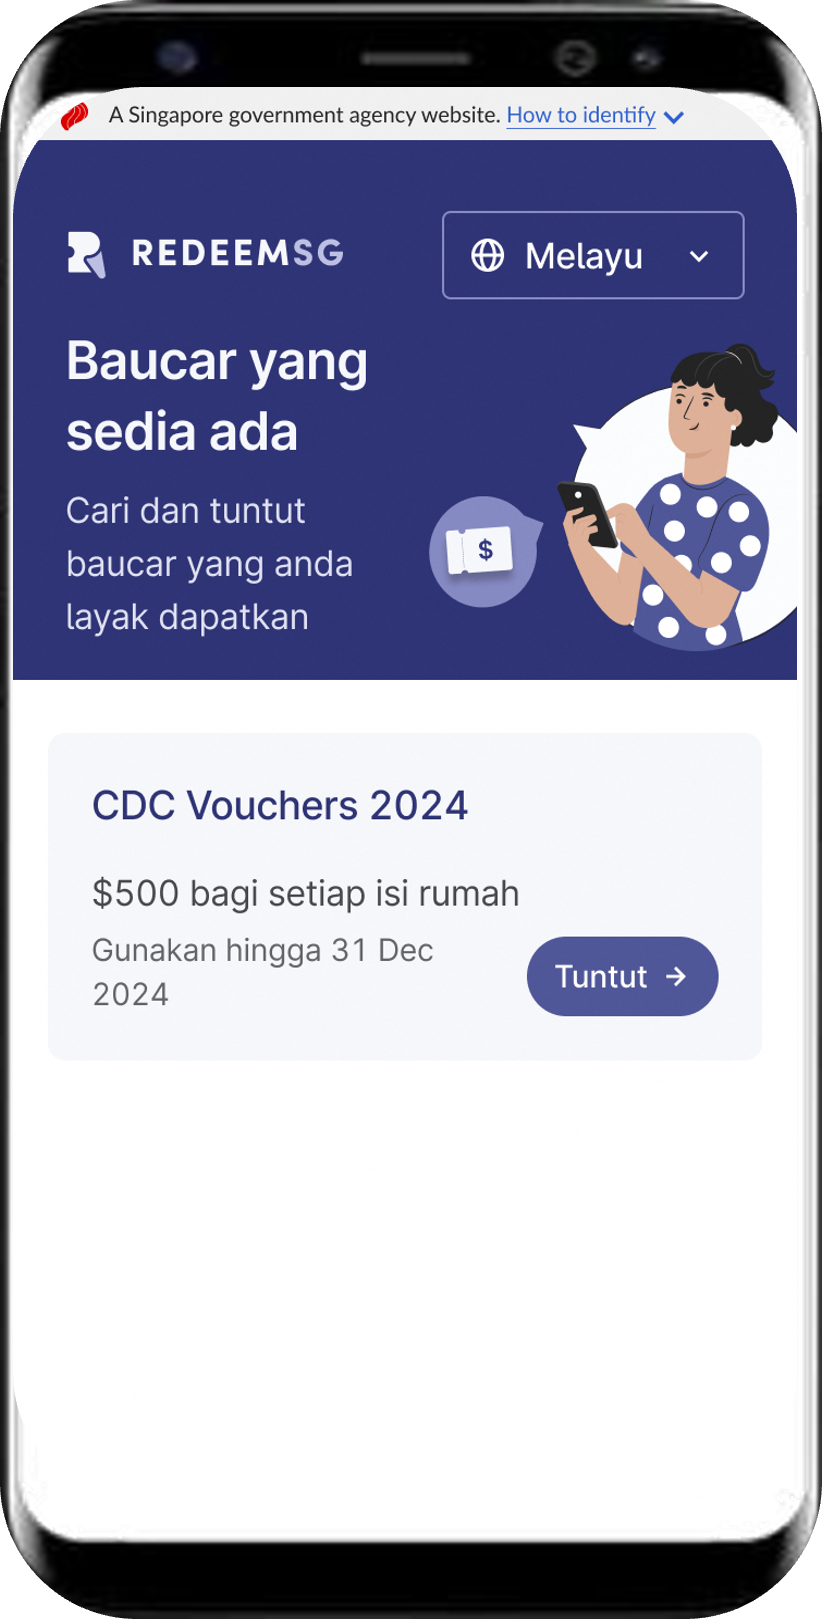 A Singapore government agency website. How to identify
REDEEMSG
Melayu
Baucar yang
sedia ada
Cari dan tuntut
baucar yang anda
layak dapatkan
$
CDC Vouchers 2024
$500 bagi setiap isi rumah
Gunakan hingga 31 Dec
2024
Tuntut →